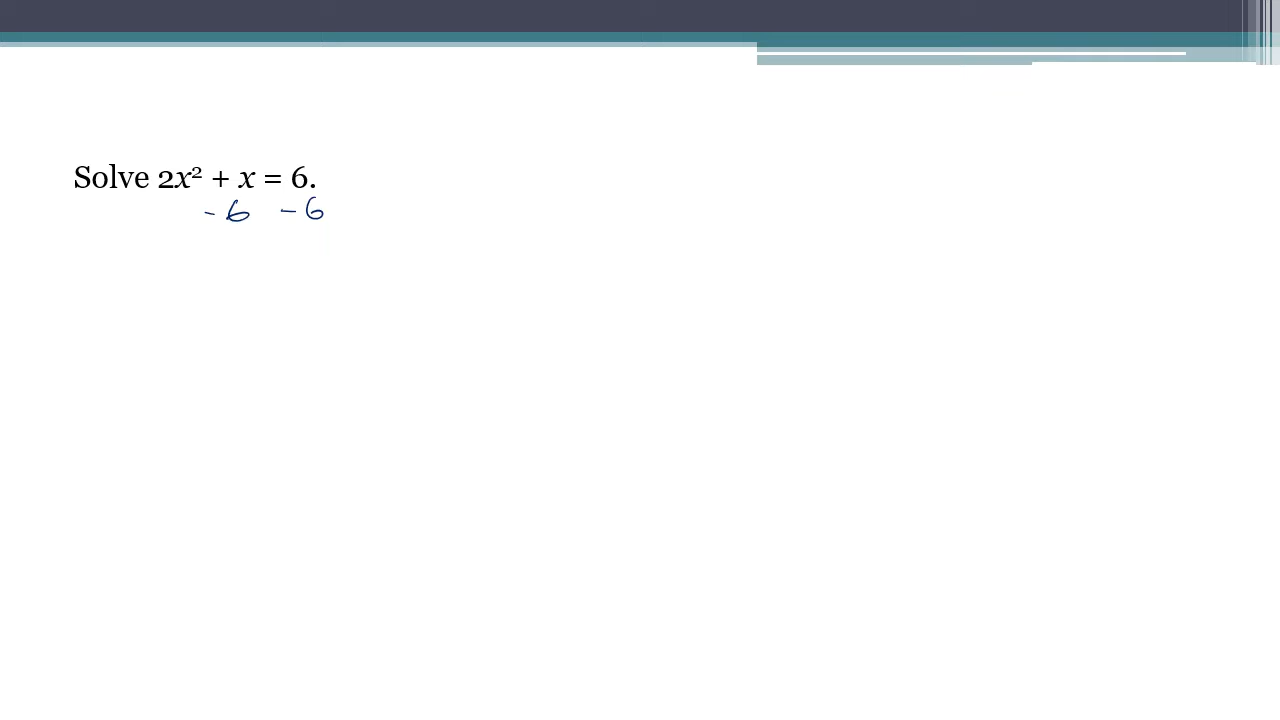 Solve 2x² + x = 6.
- 6 - 6